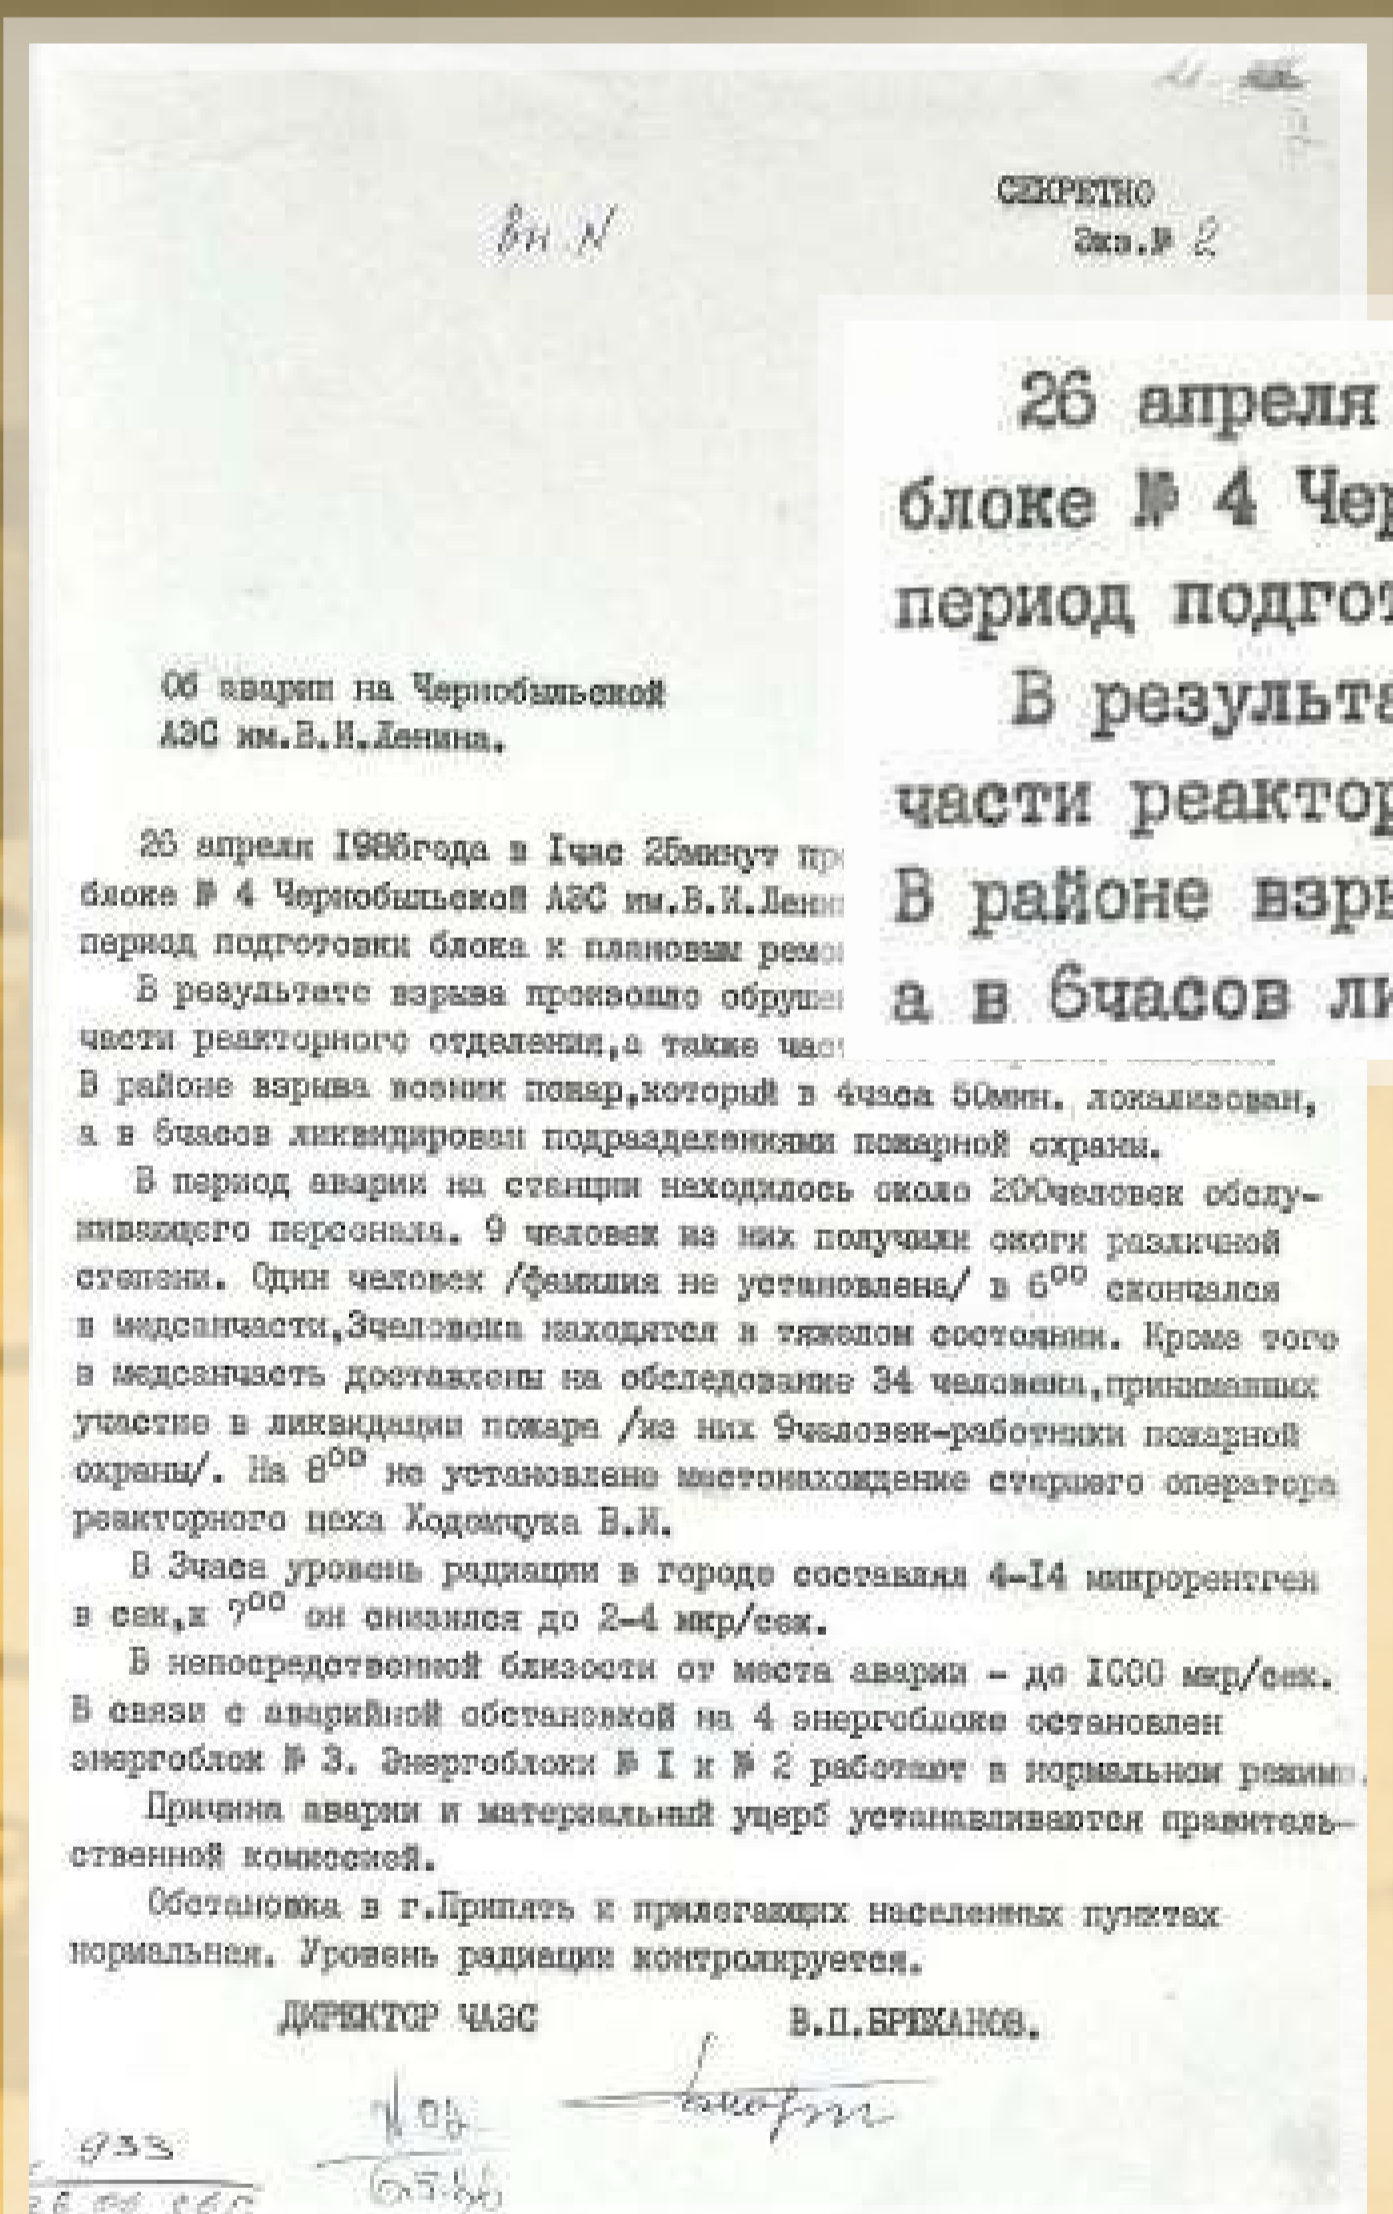 СЕКРЕТНО
Экз.№ 2
вн. N
26 апреля
блоке № 4 Чер
период подгот
В результа
части реактор
В районе взры
а в 6часов ли
Об аварии на Чернобыльской
АЭС им.В.И.Ленина.
26 апреля 1986года в Iчас 25минут пр
блоке № 4 Чернобыльской АЭС им.В.И.Лени
период подготовки блока к плановым ремо
В результате взрыва произошло обруше
части реакторного отделения,а также час
В районе взрыва возник пожар,который в 4часа 50мин. локализован,
а в 6часов ликвидирован подразделениями пожарной охраны.
В период аварии на станции находилось около 200человек обслу-
живающего персонала. 9 человек из них получили ожоги различной
степени. Один человек /фамилия не установлена/ в 6⁰⁰ скончался
в медсанчасти,3человека находятся в тяжелом состоянии. Кроме того
в медсанчасть доставлены на обследование 34 человека,принимавших
участие в ликвидации пожара /из них 9человек-работники пожарной
охраны/. На 8⁰⁰ не установлено местонахождение старшего оператора
реакторного цеха Ходемчука В.И.
В 3часа уровень радиации в городе составлял 4-I4 микрорентген
в сек,к 7⁰⁰ он снизился до 2-4 мкр/сек.
В непосредственной близости от места аварии - до I000 мкр/сек.
В связи с аварийной обстановкой на 4 энергоблоке остановлен
энергоблок № 3. Энергоблоки № I и № 2 работают в нормальном режиме.
Причина аварии и материальный ущерб устанавливаются правитель-
ственной комиссией.
Обстановка в г.Припять и прилегающих населенных пунктах
нормальная. Уровень радиации контролируется.
ДИРЕКТОР ЧАЭС В.П.БРЮХАНОВ.
933